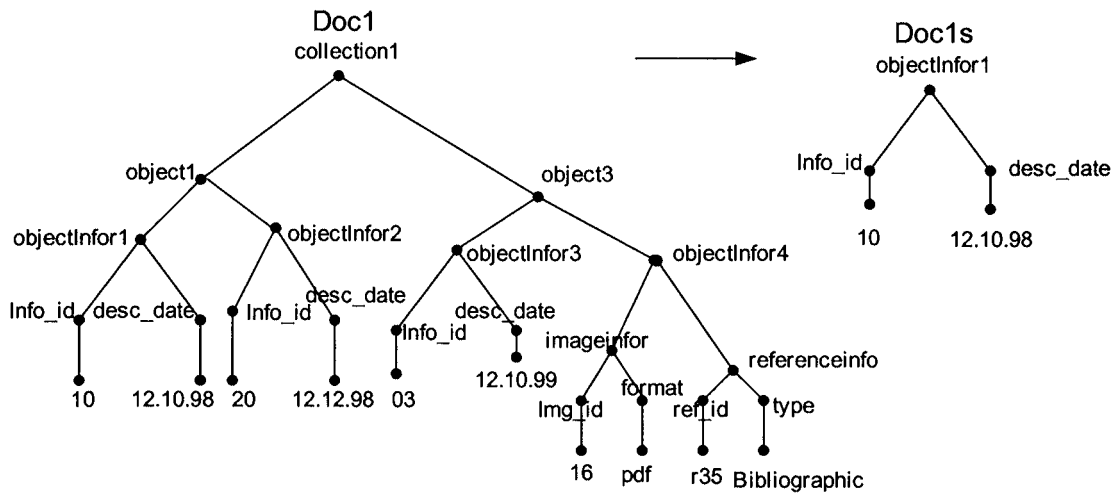 Doc1
collection1
Doc1s
objectInfor1
Info_id
desc_date
10
12.10.98
object1
object3
objectInfor1
objectInfor2
objectInfor3
objectInfor4
Info_id
desc_date
Info_id
desc_date
Info_id
desc_date
imageinfor
referenceinfo
10
12.10.98
20
12.12.98
03
12.10.99
Img_id
format
ref_id
type
16
pdf
r35
Bibliographic